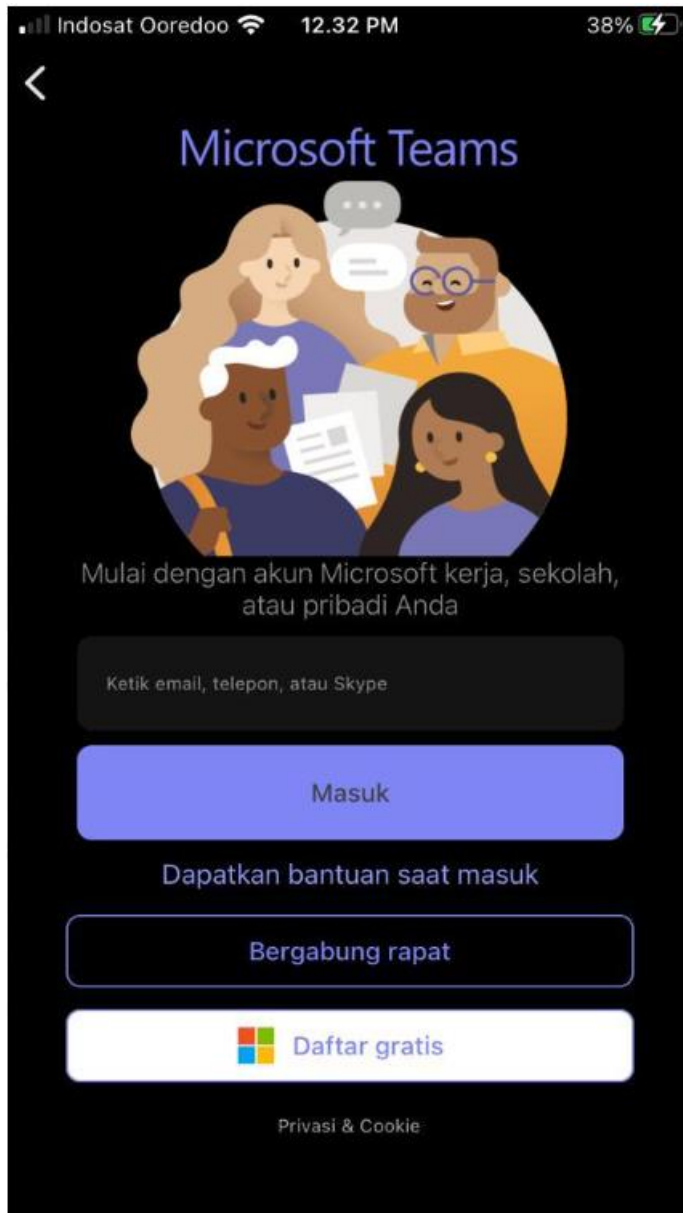 Indosat Ooredoo 12.32 PM 38%
Microsoft Teams
Mulai dengan akun Microsoft kerja, sekolah,
atau pribadi Anda
Ketik email, telepon, atau Skype
Masuk
Dapatkan bantuan saat masuk
Bergabung rapat
Daftar gratis
Privasi & Cookie